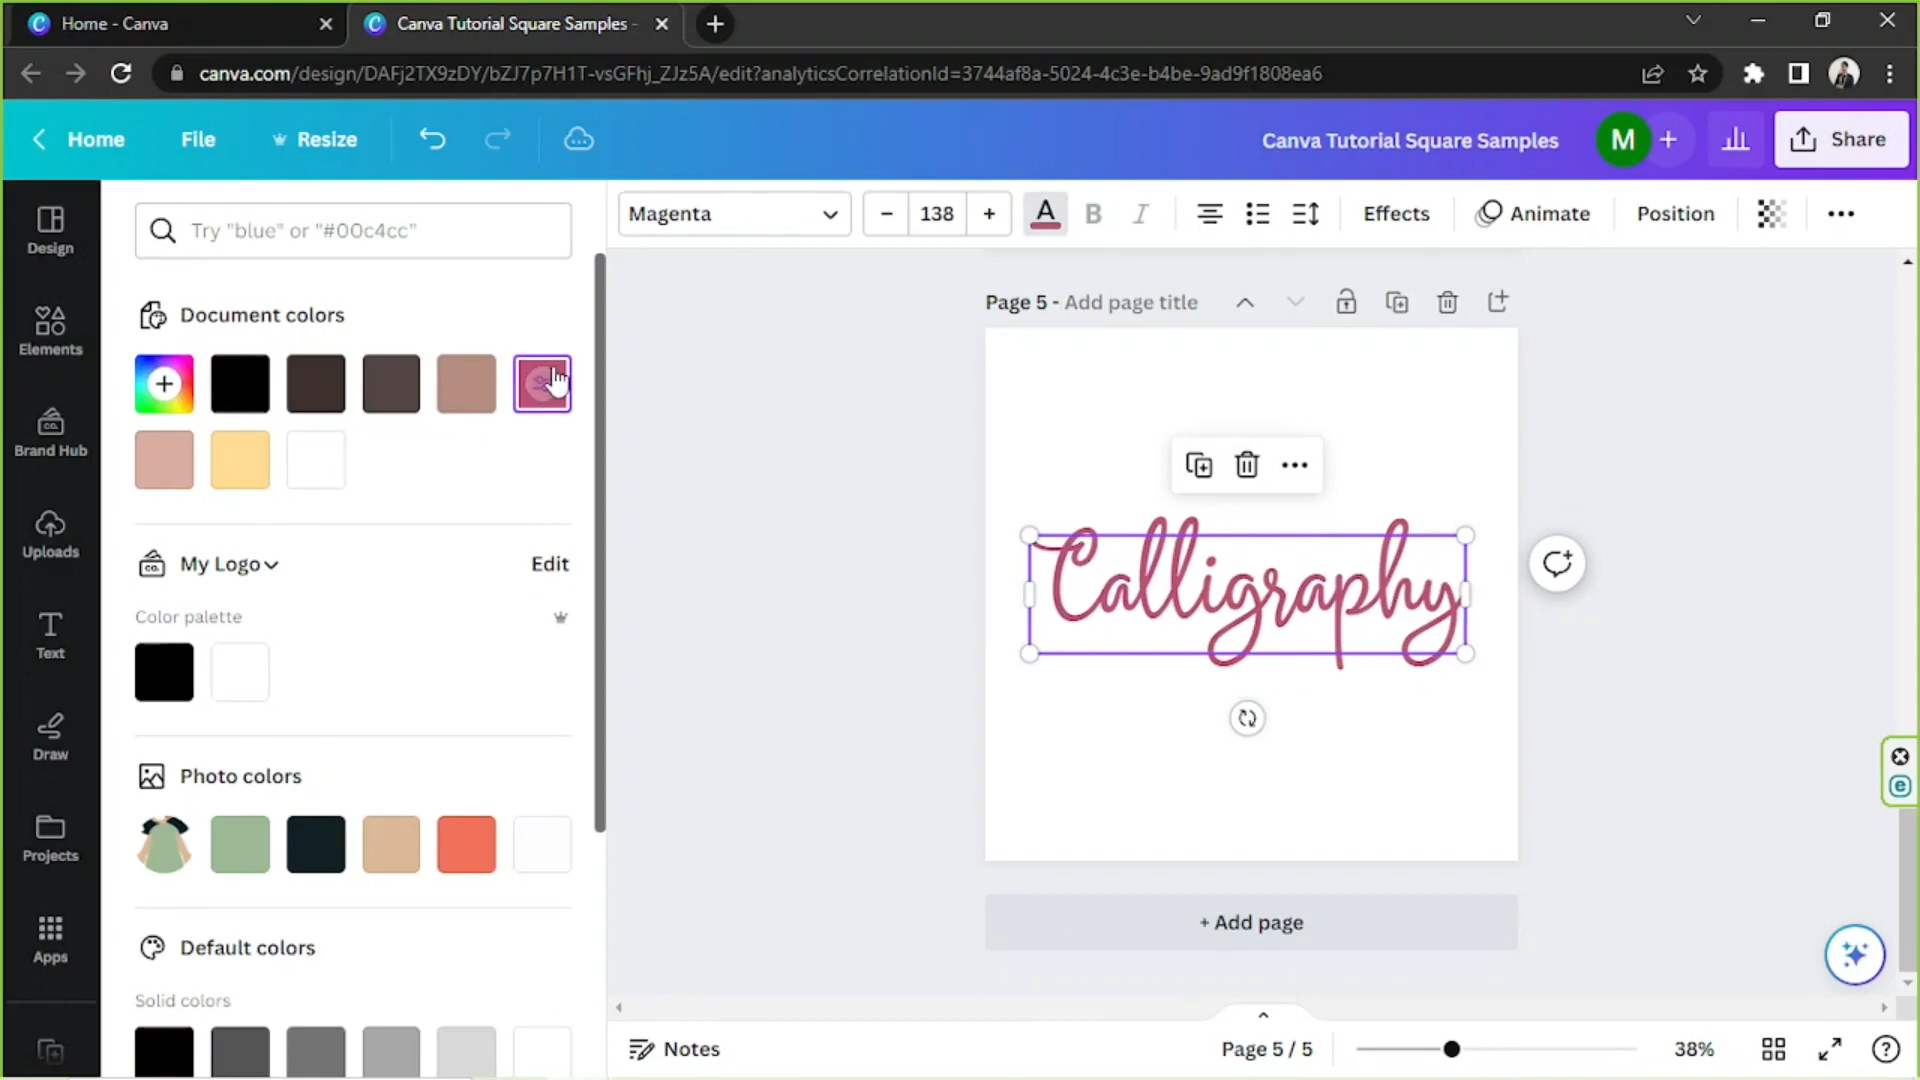 Home - Canva
Canva Tutorial Square Samples -
canva.com/design/DAFj2TX9zDY/bZJ7p7H1T-vsGFhj_ZJz5A/edit?analyticsCorrelationId=3744af8a-5024-4c3e-b4be-9ad9f1808ea6
Home
File
Resize
Canva Tutorial Square Samples
M
Share
Design
Elements
Brand Hub
CO.
Uploads
Text
Draw
Projects
Apps
Try "blue" or "#00c4cc"
Document colors
My Logo
CO.
Edit
Color palette
Photo colors
Default colors
Solid colors
Magenta
138
A
B
I
Effects
Animate
Position
Page 5 - Add page title
Calligraphy
+ Add page
Notes
Page 5 / 5
38%